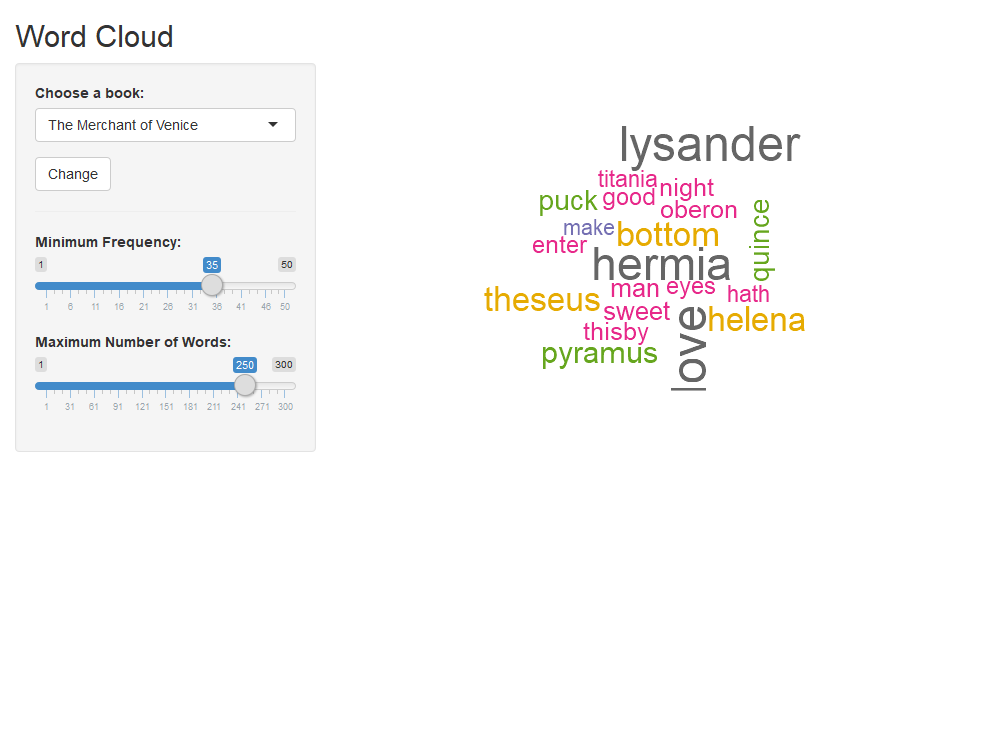 Word Cloud
Choose a book:
The Merchant of Venice
Change
Minimum Frequency:
1 35 50
1 6 11 16 21 26 31 36 41 46 50
Maximum Number of Words:
1 250 300
1 31 61 91 121 151 181 211 241 271 300
lysander
titania
night
puck
good
oberon
quince
make
bottom
enter
hermia
man
eyes
hath
theseus
sweet
helena
thisby
love
pyramus